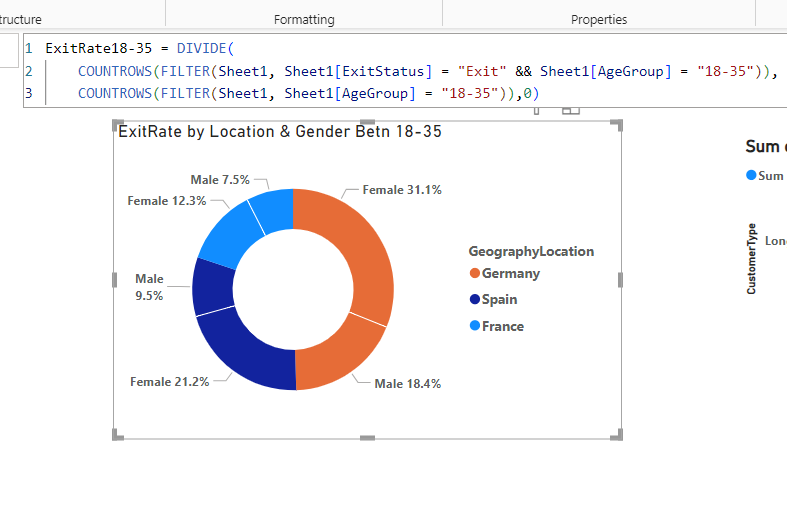 ructure
Formatting
Properties
1 ExitRate18-35 = DIVIDE(
2 COUNTROWS(FILTER(Sheet1, Sheet1[ExitStatus] = "Exit" && Sheet1[AgeGroup] = "18-35")),
3 COUNTROWS(FILTER(Sheet1, Sheet1[AgeGroup] = "18-35")),0)
ExitRate by Location & Gender Betn 18-35
Male 7.5%
Female 31.1%
Female 12.3%
Male
9.5%
Female 21.2%
Male 18.4%
GeographyLocation
Germany
Spain
France
Sum
Sum
CustomerType
Lon